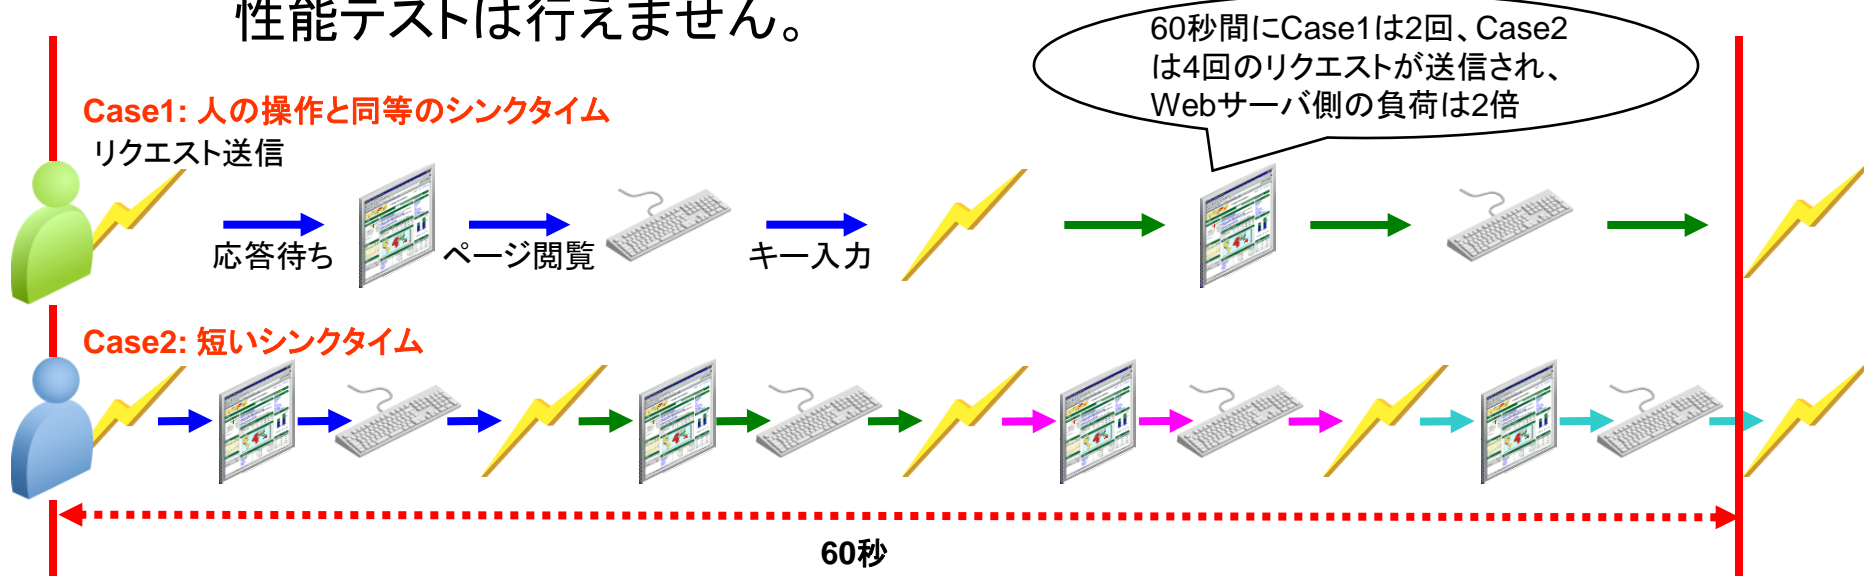 性能テストは行えません。
60秒間にCase1は2回、Case2
は4回のリクエストが送信され、
Webサーバ側の負荷は2倍
Case1: 人の操作と同等のシンクタイム
リクエスト送信
応答待ち
ページ閲覧
キー入力
Case2: 短いシンクタイム
60秒